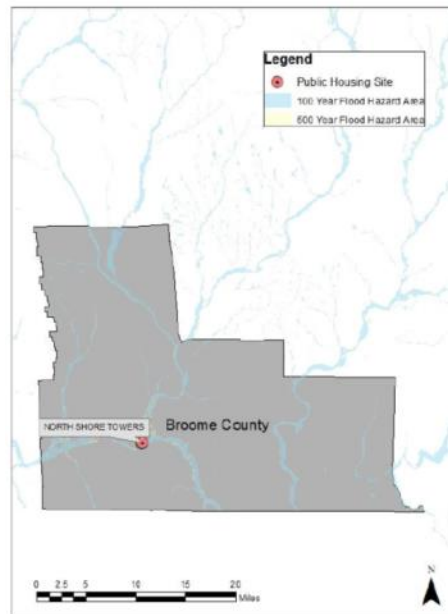 Legend
Public Housing Site
100 Year Flood Hazard Area
500 Year Flood Hazard Area
NORTH SHORE TOWERS
Broome County
0 2.5 5 10 15 20
Miles
N